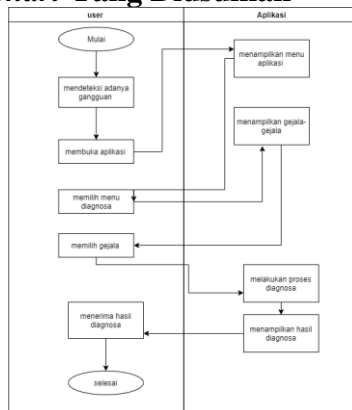 Yang Diusulkan
user
Aplikasi
Mulai
menampilkan menu
aplikasi
mendeteksi adanya
gangguan
menampilkan gejala-
gejala
membuka aplikasi
memilih menu
diagnosa
memilih gejala
melakukan proses
diagnosa
menerima hasil
diagnosa
menampilkan hasil
diagnosa
selesai